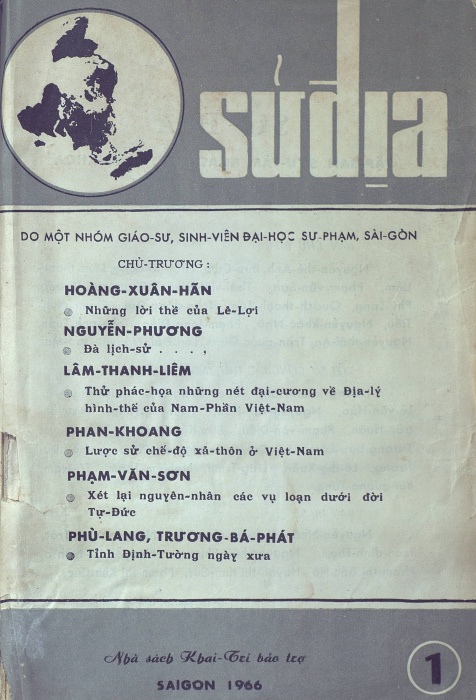 sửđịa
DO MỘT NHÓM GIÁO-SƯ, SINH-VIÊN ĐẠI-HỌC SƯ-PHẠM, SÀI-GÒN
CHỦ-TRƯƠNG :
HOÀNG-XUÂN-HÃN
Những lời thề của Lê-Lợi
NGUYỄN-PHƯƠNG
Đà lịch-sử . . . .
LÂM-THANH-LIÊM
Thử phác-họa những nét đại-cương về Địa-lý
hình-thể của Nam-Phần Việt-Nam
PHAN-KHOANG
Lược sử chế-độ xã-thôn ở Việt-Nam
PHẠM-VĂN-SƠN
Xét lại nguyên-nhân các vụ loạn dưới đời
Tự-Đức
PHÙ-LANG, TRƯƠNG-BÁ-PHÁT
Tỉnh Định-Tường ngày xưa
Nhà sách Khai-Trí bảo trợ
SAIGON 1966
1